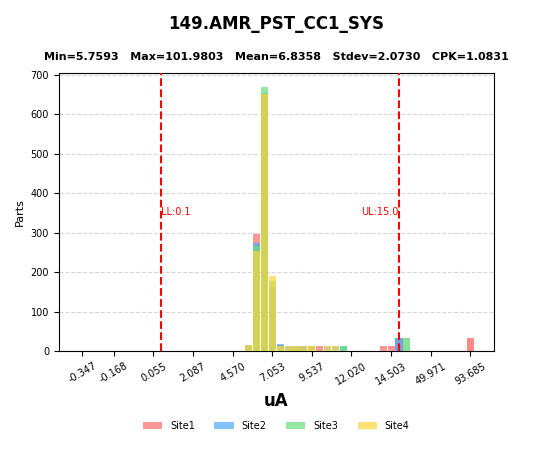 149.AMR_PST_CC1_SYS
Min=5.7593 Max=101.9803 Mean=6.8358 Stdev=2.0730 CPK=1.0831
700
600
500
400
300
200
100
0
Parts
LL:0.1
UL:15.0
-0.347 -0.168 0.055 2.087 4.570 7.053 9.537 12.020 14.503 49.971 93.685
uA
Site1 Site2 Site3 Site4